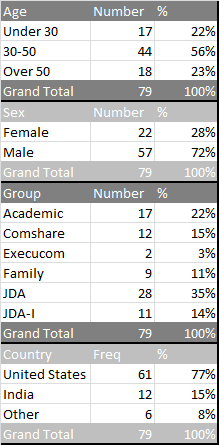 Age Number %
Under 30 17 22%
30-50 44 56%
Over 50 18 23%
Grand Total 79 100%
Sex Number %
Female 22 28%
Male 57 72%
Grand Total 79 100%
Group Number %
Academic 17 22%
Comshare 12 15%
Execucom 2 3%
Family 9 11%
JDA 28 35%
JDA-I 11 14%
Grand Total 79 100%
Country Freq %
United States 61 77%
India 12 15%
Other 6 8%
Grand Total 79 100%